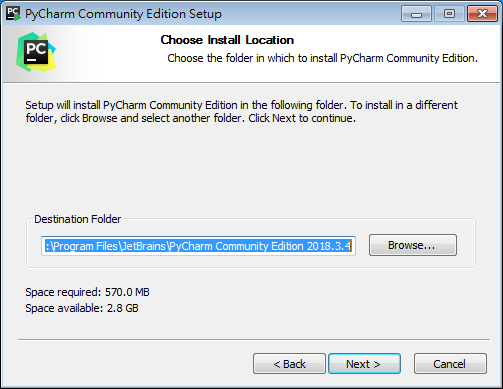 PyCharm Community Edition Setup
PC
Choose Install Location
Choose the folder in which to install PyCharm Community Edition.
Setup will install PyCharm Community Edition in the following folder. To install in a different
folder, click Browse and select another folder. Click Next to continue.
Destination Folder
:\Program Files\JetBrains\PyCharm Community Edition 2018.3.4
Browse...
Space required: 570.0 MB
Space available: 2.8 GB
< Back
Next >
Cancel